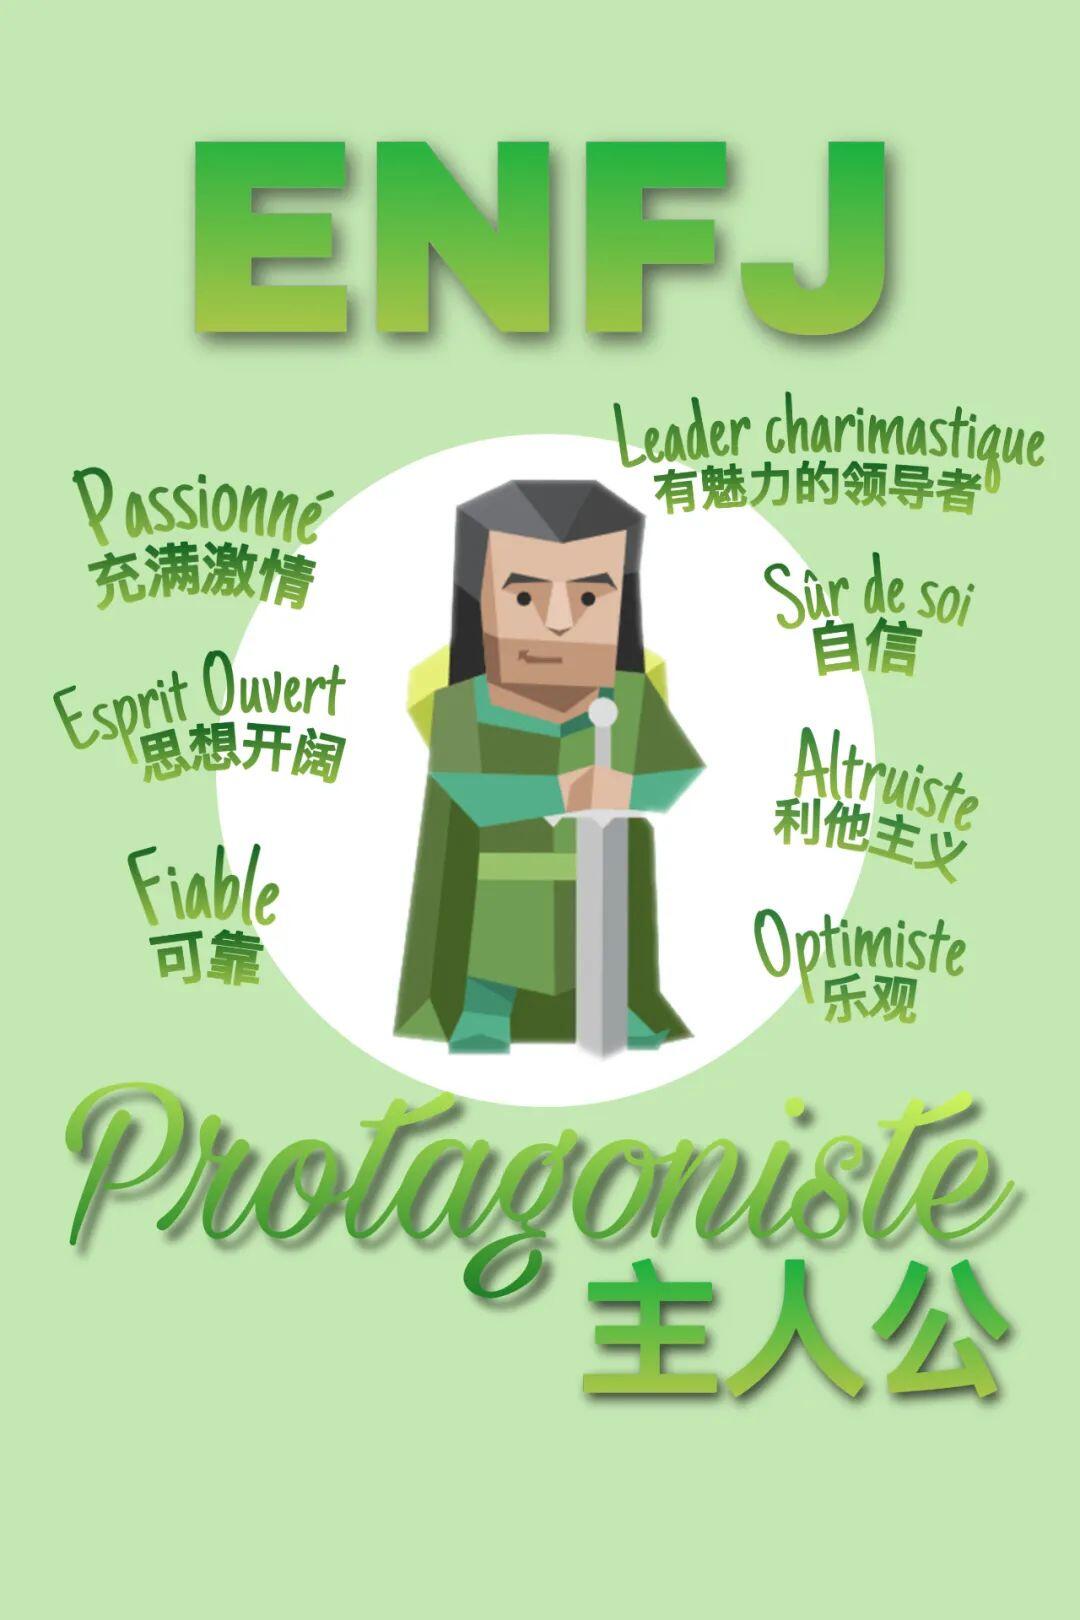 ENFJ
Leader charimastique
有魅力的领导者
Passionné
充满激情
Sûr de soi
自信
Esprit Ouvert
思想开阔
Altruiste
利他主义
Fiable
可靠
Optimiste
乐观
Protagoniste
主人公